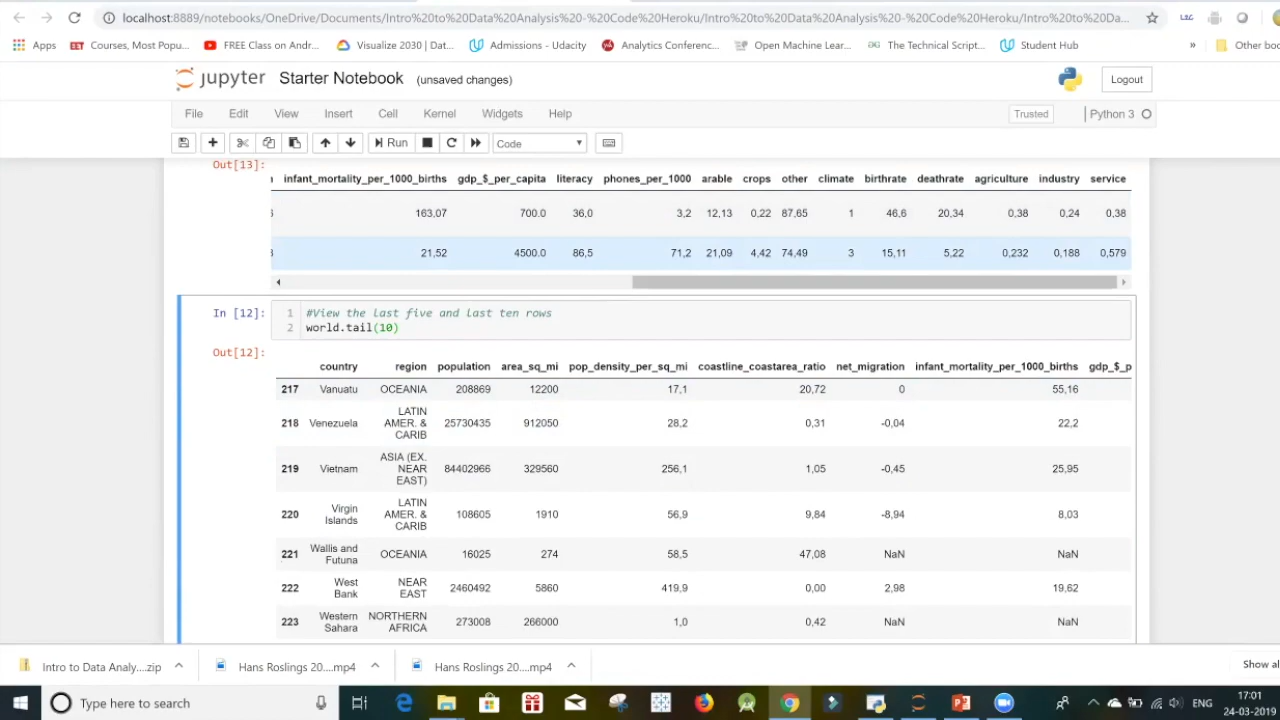 localhost:8889/notebooks/OneDrive/Documents/Intro%20to%20Data%20Analysis%20-%20Code%20Heroku/Intro%20to%20Data%20Analysis%20-%20Code%20Heroku/Intro%20to%20Da...
Apps Courses, Most Popu... FREE Class on Andr... Visualize 2030 | Dat... Admissions - Udacity Analytics Conferenc... Open Machine Lear... The Technical Script... Student Hub » Other boo
jupyter Starter Notebook (unsaved changes) Logout
File Edit View Insert Cell Kernel Widgets Help Trusted Python 3
Run Code
Out[13]:
infant_mortality_per_1000_births gdp_$_per_capita literacy phones_per_1000 arable crops other climate birthrate deathrate agriculture industry service
163,07 700.0 36,0 3,2 12,13 0,22 87,65 1 46,6 20,34 0,38 0,24 0,38
21,52 4500.0 86,5 71,2 21,09 4,42 74,49 3 15,11 5,22 0,232 0,188 0,579
In [12]: 1 #View the last five and last ten rows
2 world.tail(10)
Out[12]:
country region population area_sq_mi pop_density_per_sq_mi coastline_coastarea_ratio net_migration infant_mortality_per_1000_births gdp_$_p
217 Vanuatu OCEANIA 208869 12200 17,1 20,72 0 55,16
218 Venezuela LATIN AMER. & CARIB 25730435 912050 28,2 0,31 -0,04 22,2
219 Vietnam ASIA (EX. NEAR EAST) 84402966 329560 256,1 1,05 -0,45 25,95
220 Virgin Islands LATIN AMER. & CARIB 108605 1910 56,9 9,84 -8,94 8,03
221 Wallis and Futuna OCEANIA 16025 274 58,5 47,08 NaN NaN
222 West Bank NEAR EAST 2460492 5860 419,9 0,00 2,98 19,62
223 Western Sahara NORTHERN AFRICA 273008 266000 1,0 0,42 NaN NaN
Intro to Data Analy....zip Hans Roslings 20....mp4 Hans Roslings 20....mp4 Show al
Type here to search ENG 17:01
24-03-2019